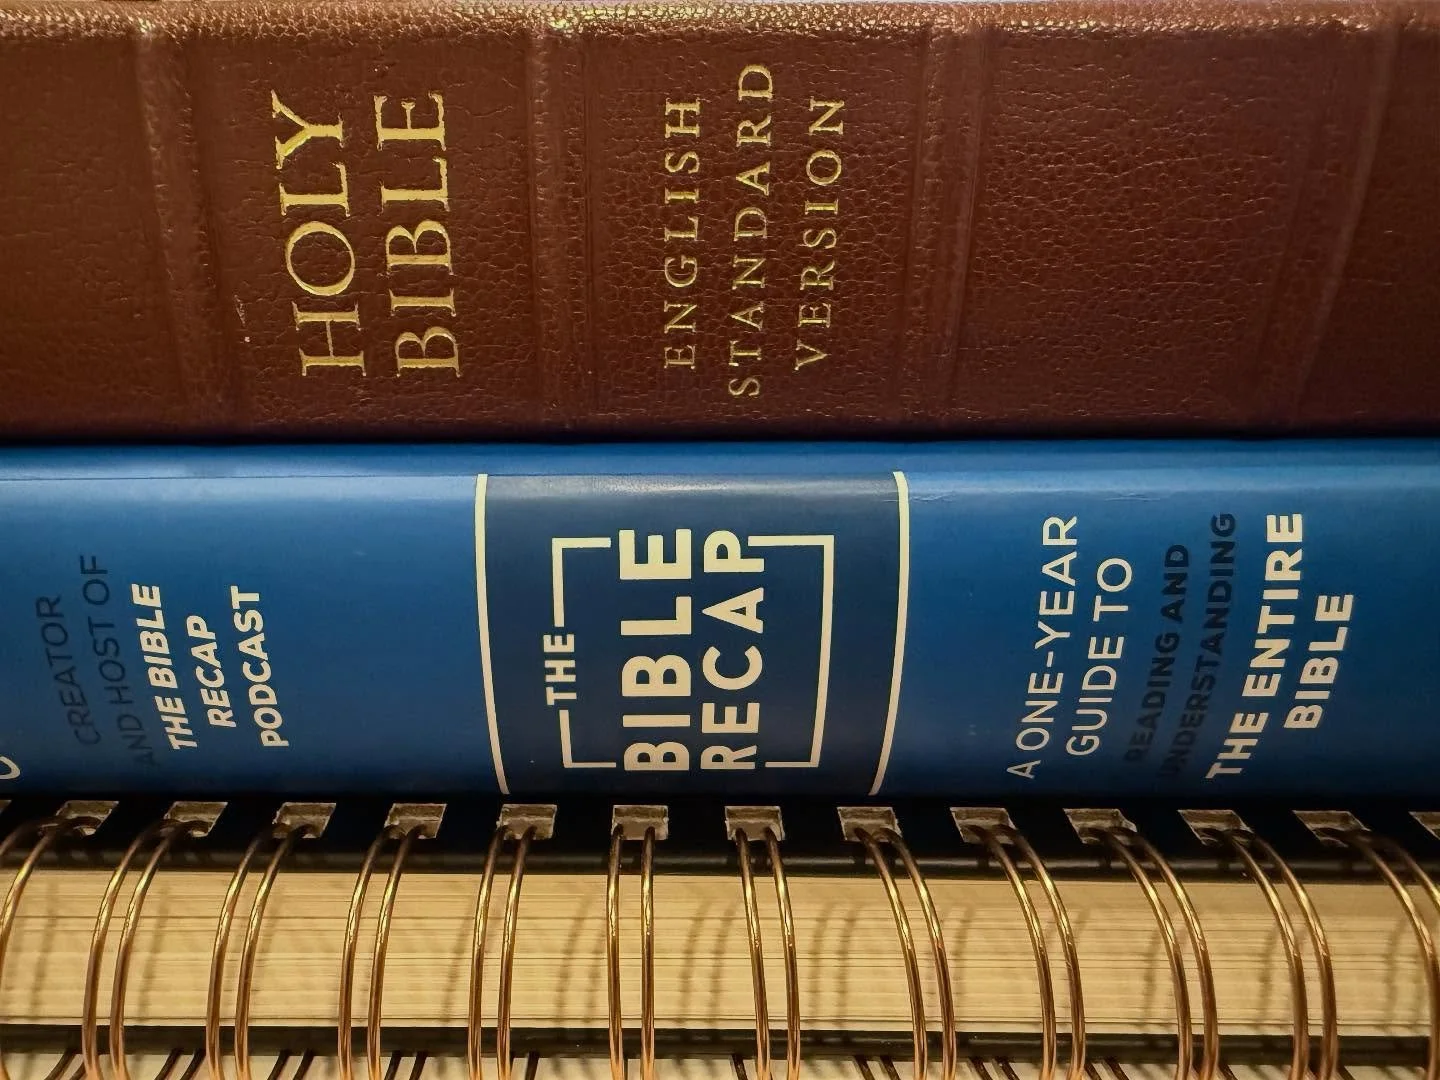 HOLY
BIBLE
ENGLISH
STANDARD
VERSION
CREATOR
AND HOST OF
THE BIBLE
RECAP
PODCAST
THE
BIBLE
RECAP
A ONE-YEAR
GUIDE TO
READING AND
UNDERSTANDING
THE ENTIRE
BIBLE